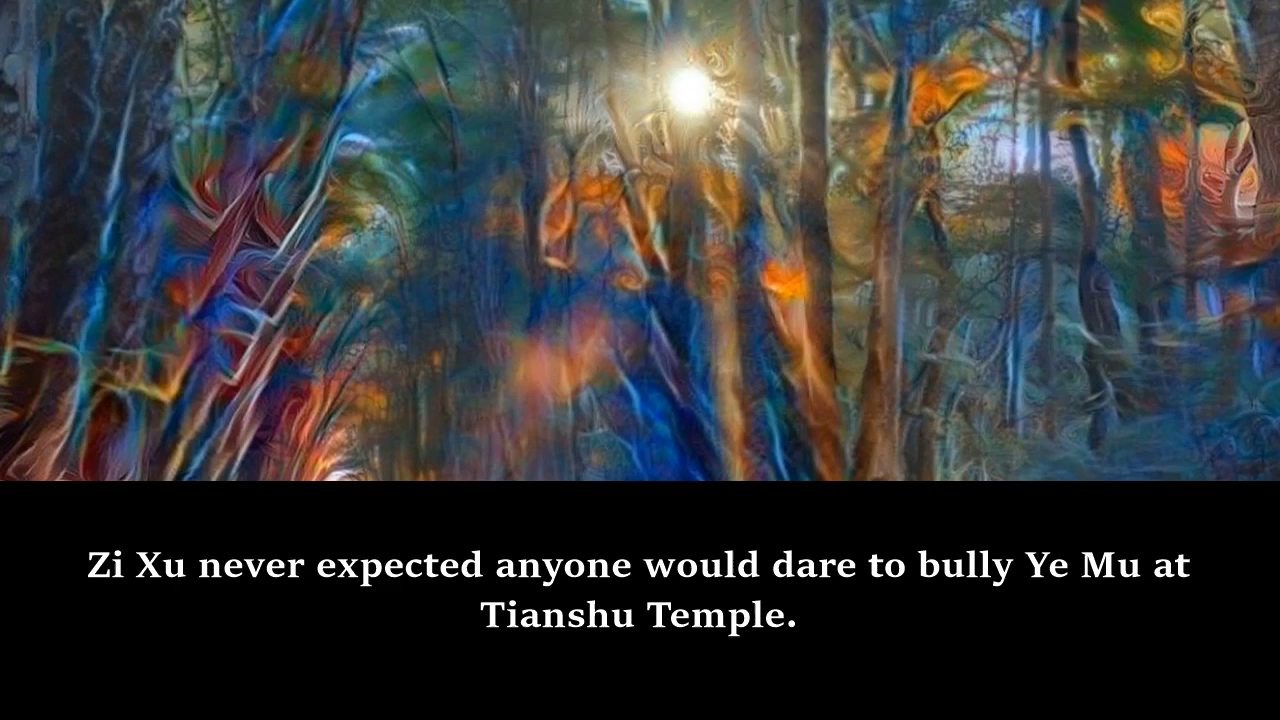 Zi Xu never expected anyone would dare to bully Ye Mu at
Tianshu Temple.